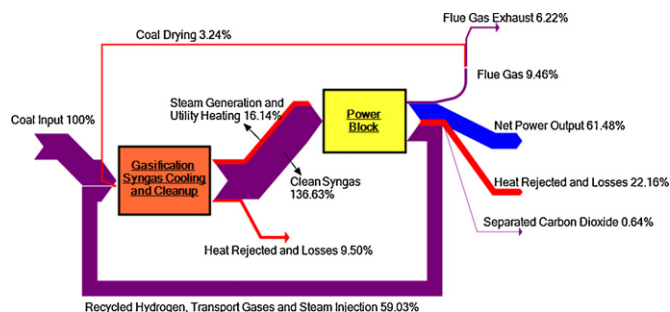 Flue Gas Exhaust 6.22%
Coal Drying 3.24%
Flue Gas 9.46%
Steam Generation and
Utility Heating 16.14%
Power
Block
Coal Input 100%
Net Power Output 61.48%
Gasification
Syngas Cooling
and Cleanup
Clean Syngas
136.63%
Heat Rejected and Losses 22.16%
Separated Carbon Dioxide 0.64%
Heat Rejected and Losses 9.50%
Recycled Hydrogen, Transport Gases and Steam Injection 59.03%